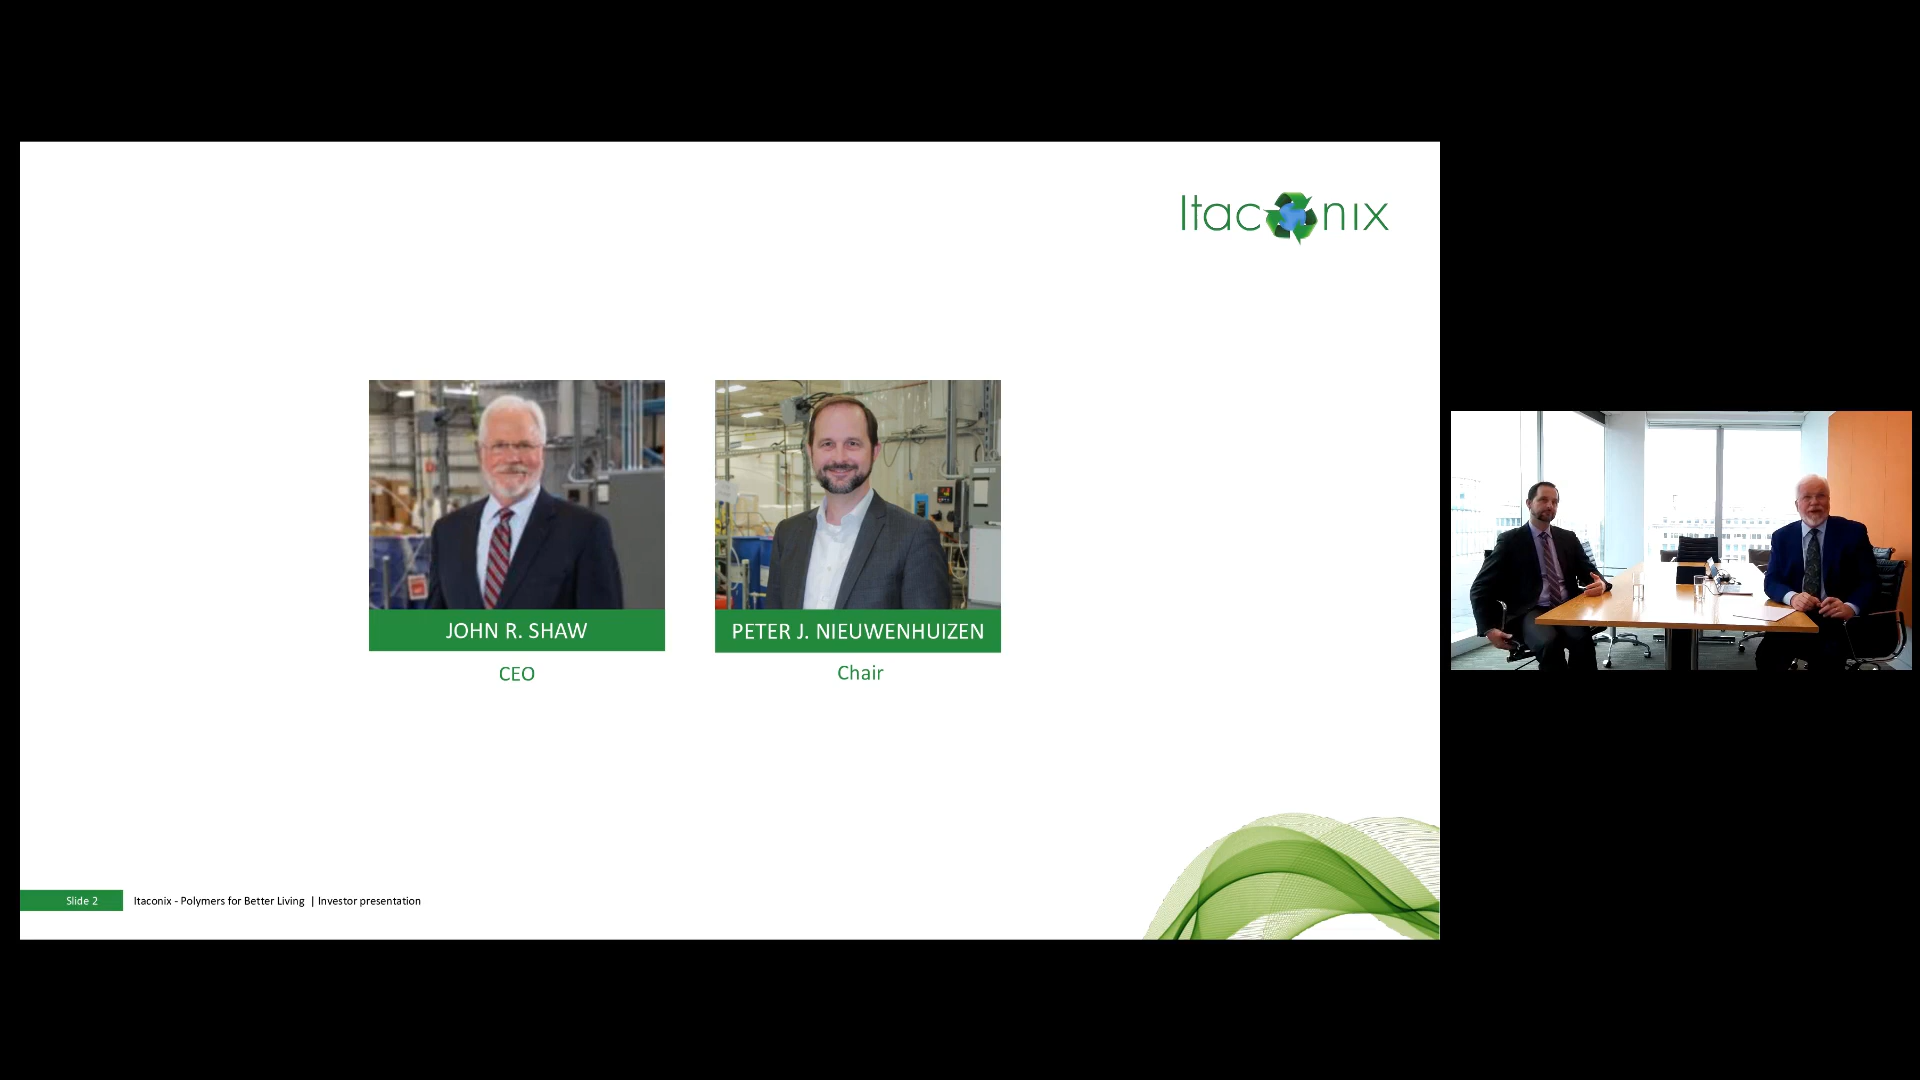 Itaconix
JOHN R. SHAW
PETER J. NIEUWENHUIZEN
CEO
Chair
Slide 2
Itaconix - Polymers for Better Living | Investor presentation